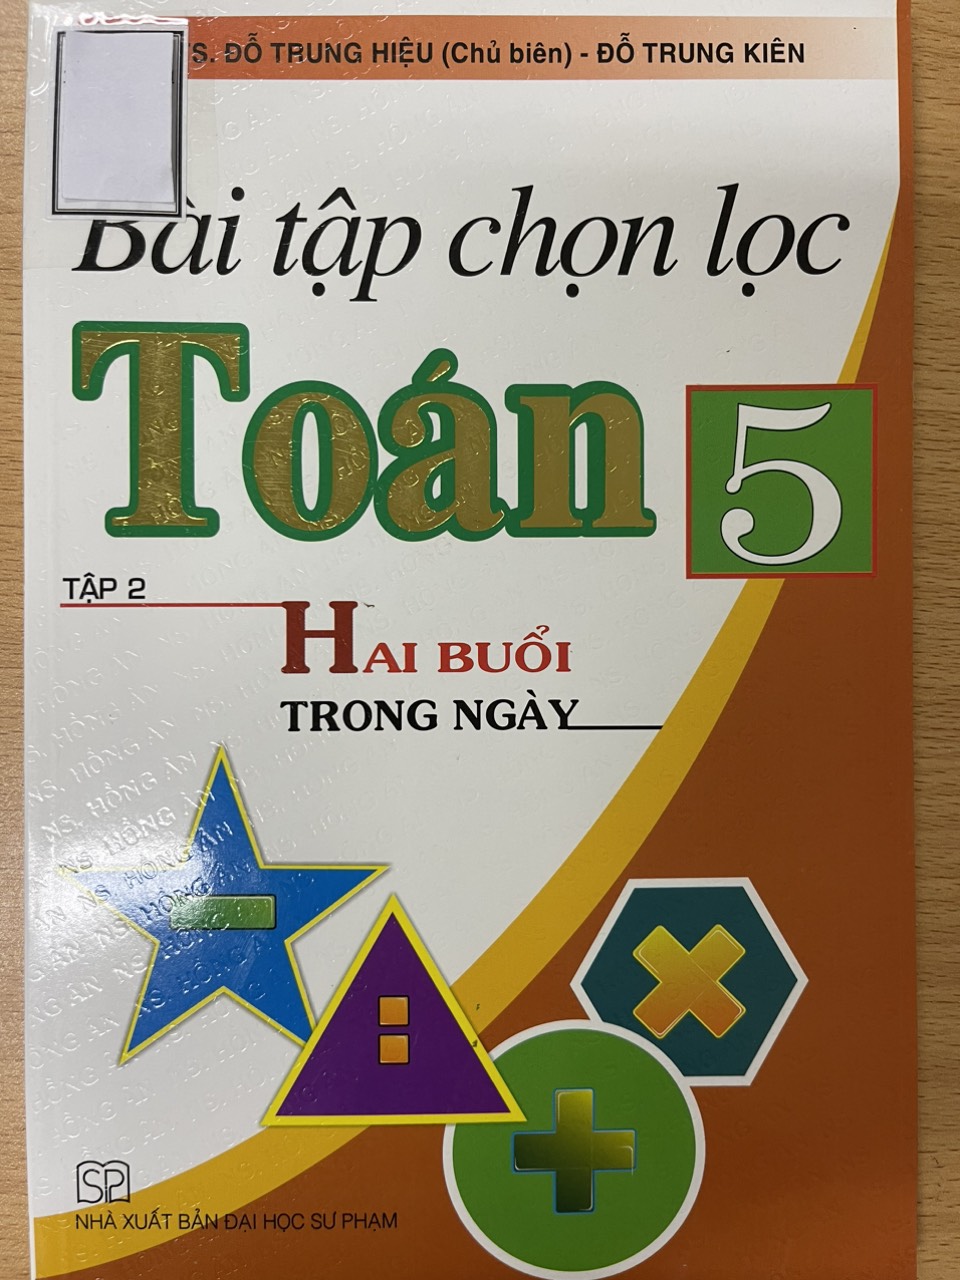 S. ĐỖ TRUNG HIỆU (Chủ biên) - ĐỖ TRUNG KIÊN
Bài tập chọn lọc
Toán 5
TẬP 2
HAI BUỔI
TRONG NGÀY
SP
NHÀ XUẤT BẢN ĐẠI HỌC SƯ PHẠM